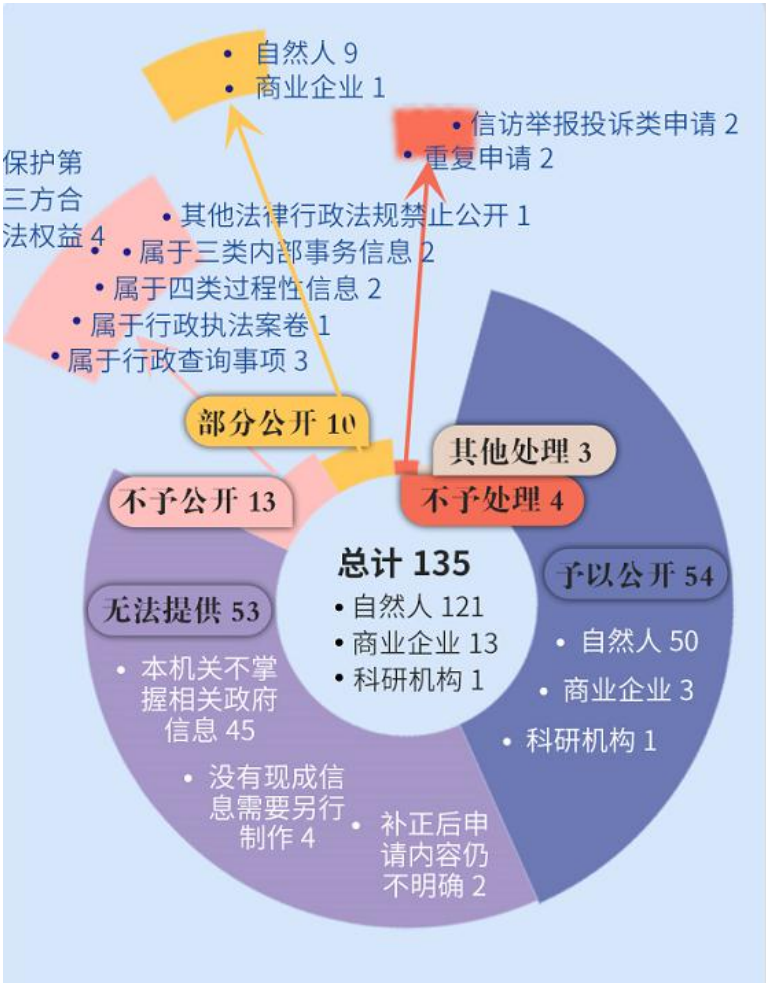 • 自然人 9
• 商业企业 1
• 信访举报投诉类申请 2
• 重复申请 2
保护第
三方合
法权益 4
• 其他法律行政法规禁止公开 1
• 属于三类内部事务信息 2
• 属于四类过程性信息 2
• 属于行政执法案卷 1
• 属于行政查询事项 3
部分公开 10
其他处理 3
不予公开 13
不予处理 4
总计 135
• 自然人 121
• 商业企业 13
• 科研机构 1
予以公开 54
• 自然人 50
• 商业企业 3
• 科研机构 1
无法提供 53
• 本机关不掌
握相关政府
信息 45
• 没有现成信
息需要另行
制作 4
• 补正后申
请内容仍
不明确 2